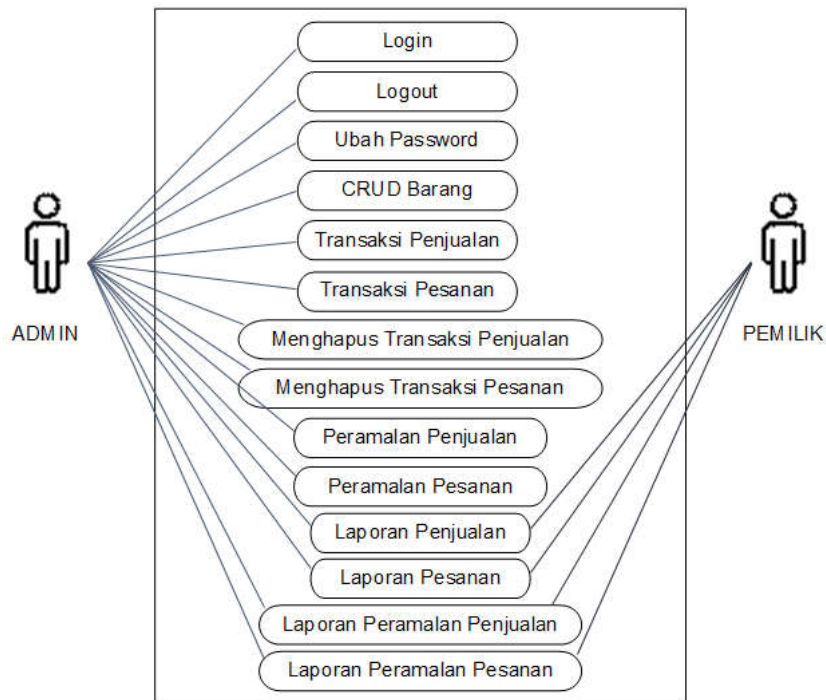 Login
Logout
Ubah Password
CRUD Barang
Transaksi Penjualan
Transaksi Pesanan
ADMIN
PEMILIK
Menghapus Transaksi Penjualan
Menghapus Transaksi Pesanan
Peramalan Penjualan
Peramalan Pesanan
Laporan Penjualan
Laporan Pesanan
Laporan Peramalan Penjualan
Laporan Peramalan Pesanan